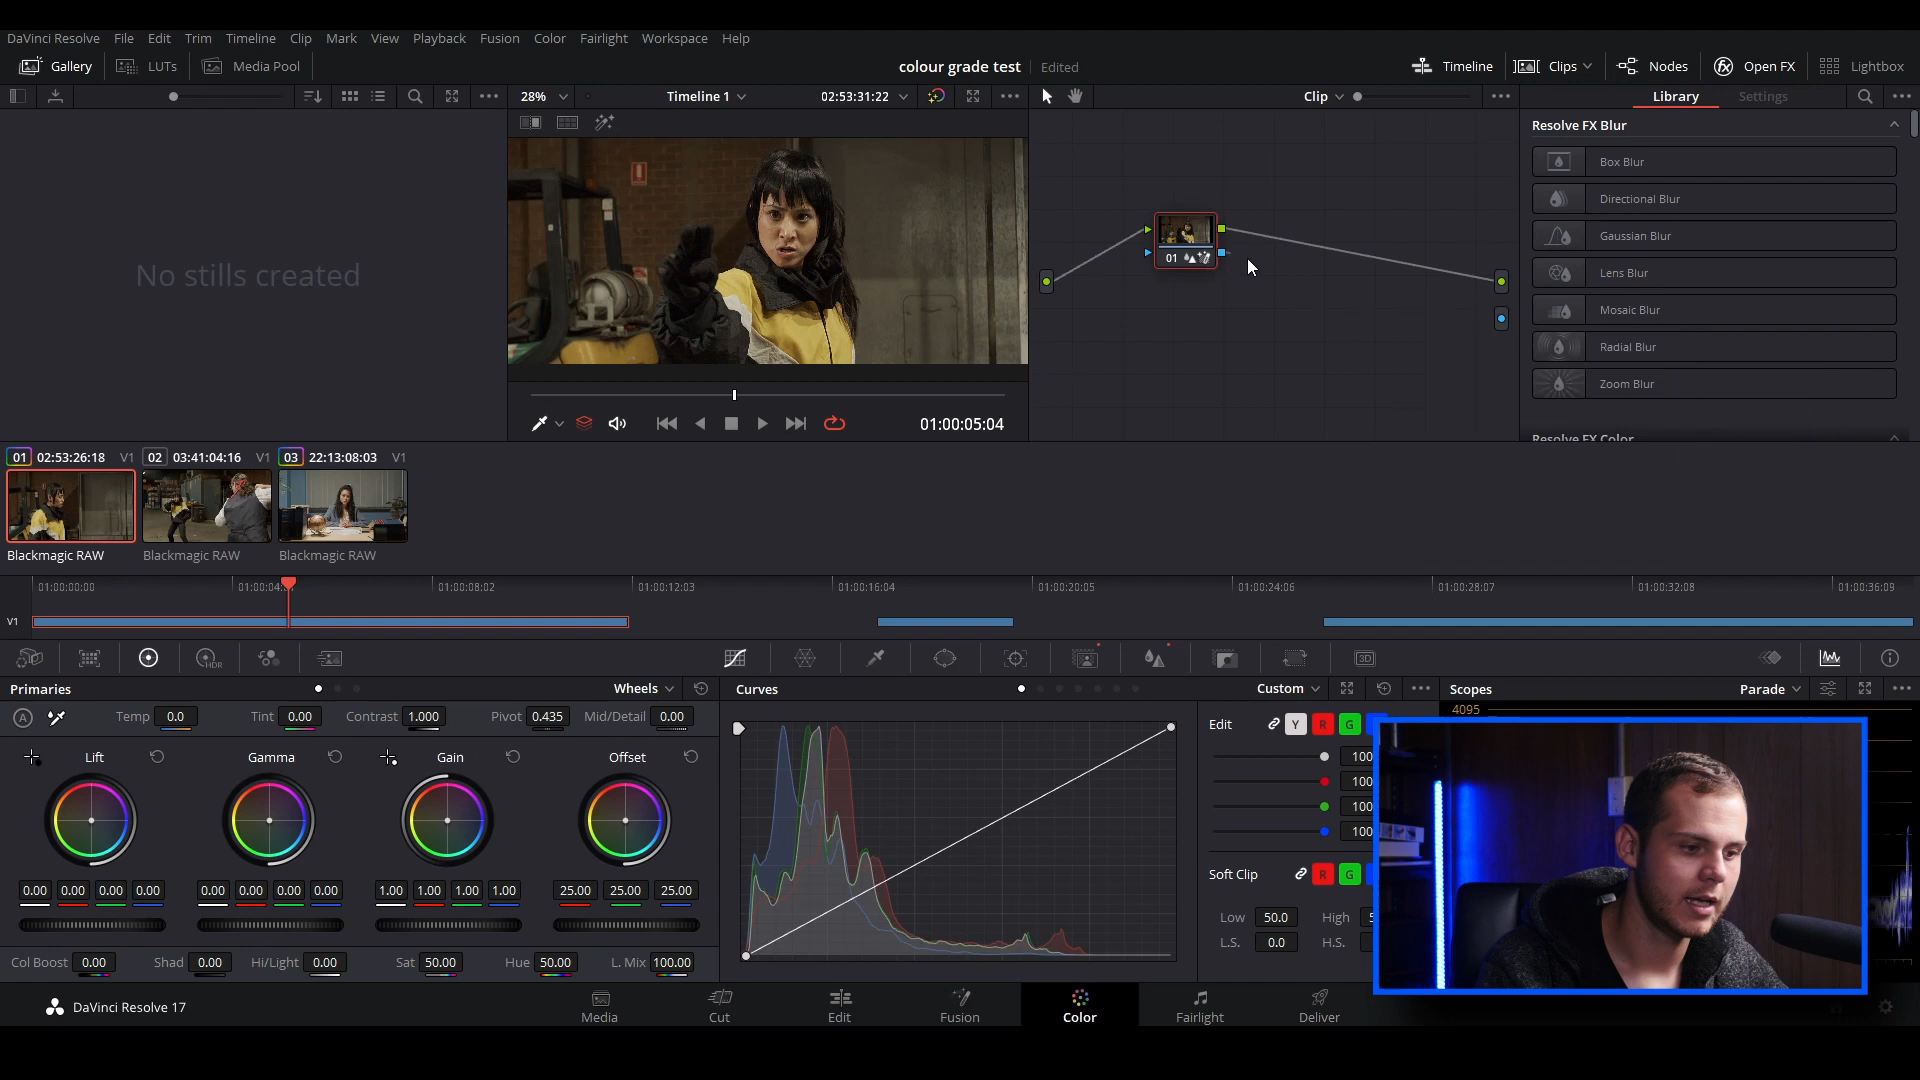 DaVinci Resolve File Edit Trim Timeline Clip Mark View Playback Fusion Color Fairlight Workspace Help
Gallery LUTs Media Pool colour grade test Edited Timeline Clips Nodes fx Open FX Lightbox
28% Timeline 1 02:53:31:22 Clip Library Settings
Resolve FX Blur
Box Blur
Directional Blur
Gaussian Blur
Lens Blur
Mosaic Blur
Radial Blur
Zoom Blur
Resolve FX Color
No stills created
01
01:00:05:04
01 02:53:26:18 V1 02 03:41:04:16 V1 03 22:13:08:03 V1
Blackmagic RAW Blackmagic RAW Blackmagic RAW
01:00:00:00 01:00:04: 01:00:08:02 01:00:12:03 01:00:16:04 01:00:20:05 01:00:24:06 01:00:28:07 01:00:32:08 01:00:36:09
V1
HDR 3D
Primaries Wheels Curves Custom Scopes Parade
A Temp 0.0 Tint 0.00 Contrast 1.000 Pivot 0.435 Mid/Detail 0.00
4095
Edit Y R G
Lift Gamma Gain Offset
100
100
100
100
0.00 0.00 0.00 0.00 0.00 0.00 0.00 0.00 1.00 1.00 1.00 1.00 25.00 25.00 25.00
Soft Clip R G
Low 50.0 High 5
L.S. 0.0 H.S.
Col Boost 0.00 Shad 0.00 Hi/Light 0.00 Sat 50.00 Hue 50.00 L. Mix 100.00
DaVinci Resolve 17 Media Cut Edit Fusion Color Fairlight Deliver